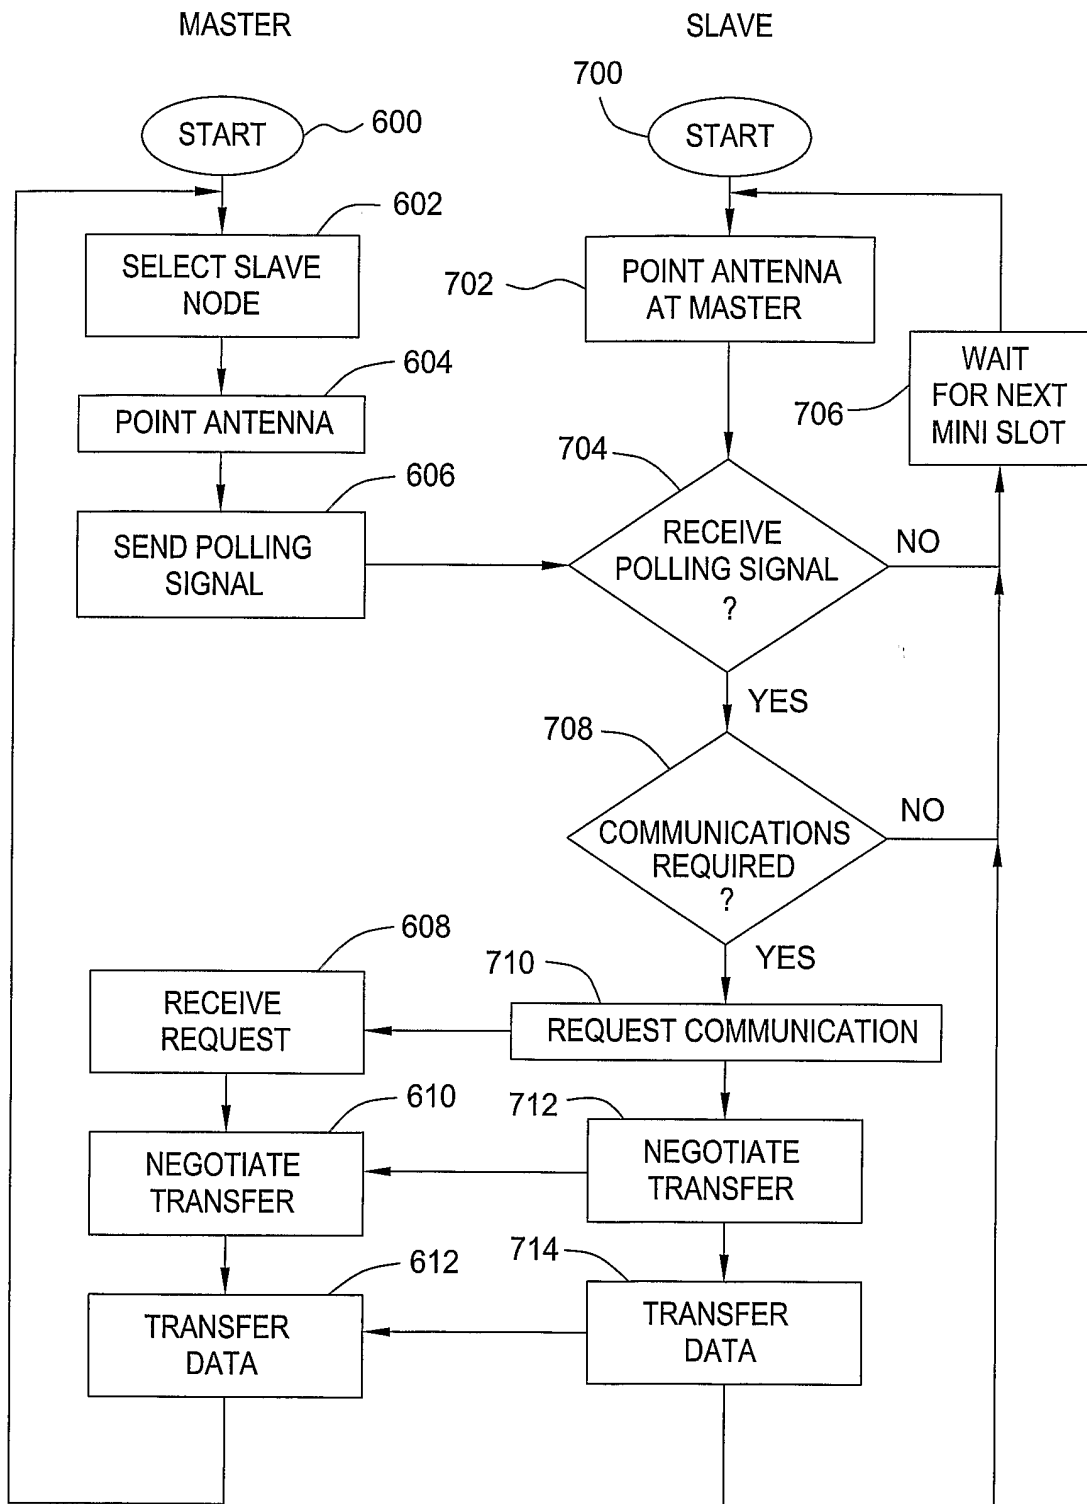 MASTER
SLAVE
700
START
600
START
602
SELECT SLAVE
NODE
702
POINT ANTENNA
AT MASTER
604
POINT ANTENNA
706
WAIT
FOR NEXT
MINI SLOT
704
606
SEND POLLING
SIGNAL
RECEIVE
POLLING SIGNAL
?
NO
YES
708
COMMUNICATIONS
REQUIRED
?
NO
YES
608
RECEIVE
REQUEST
710
REQUEST COMMUNICATION
610
NEGOTIATE
TRANSFER
712
NEGOTIATE
TRANSFER
612
TRANSFER
DATA
714
TRANSFER
DATA